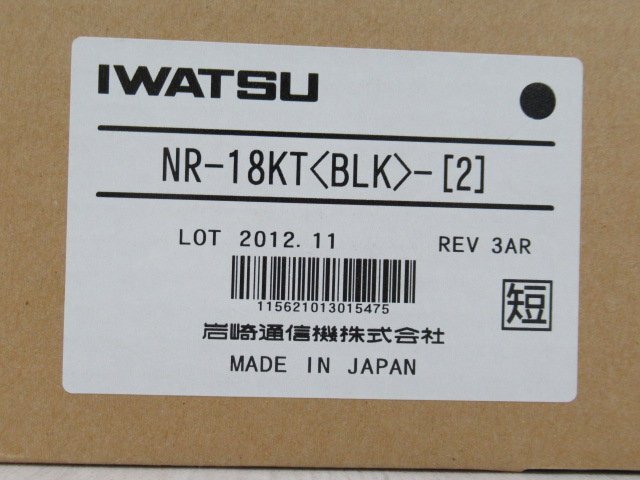 IWATSU
NR-18KT<BLK>-[2]
LOT 2012.11 REV 3AR
115621013015475
短
岩崎通信機株式会社
MADE IN JAPAN